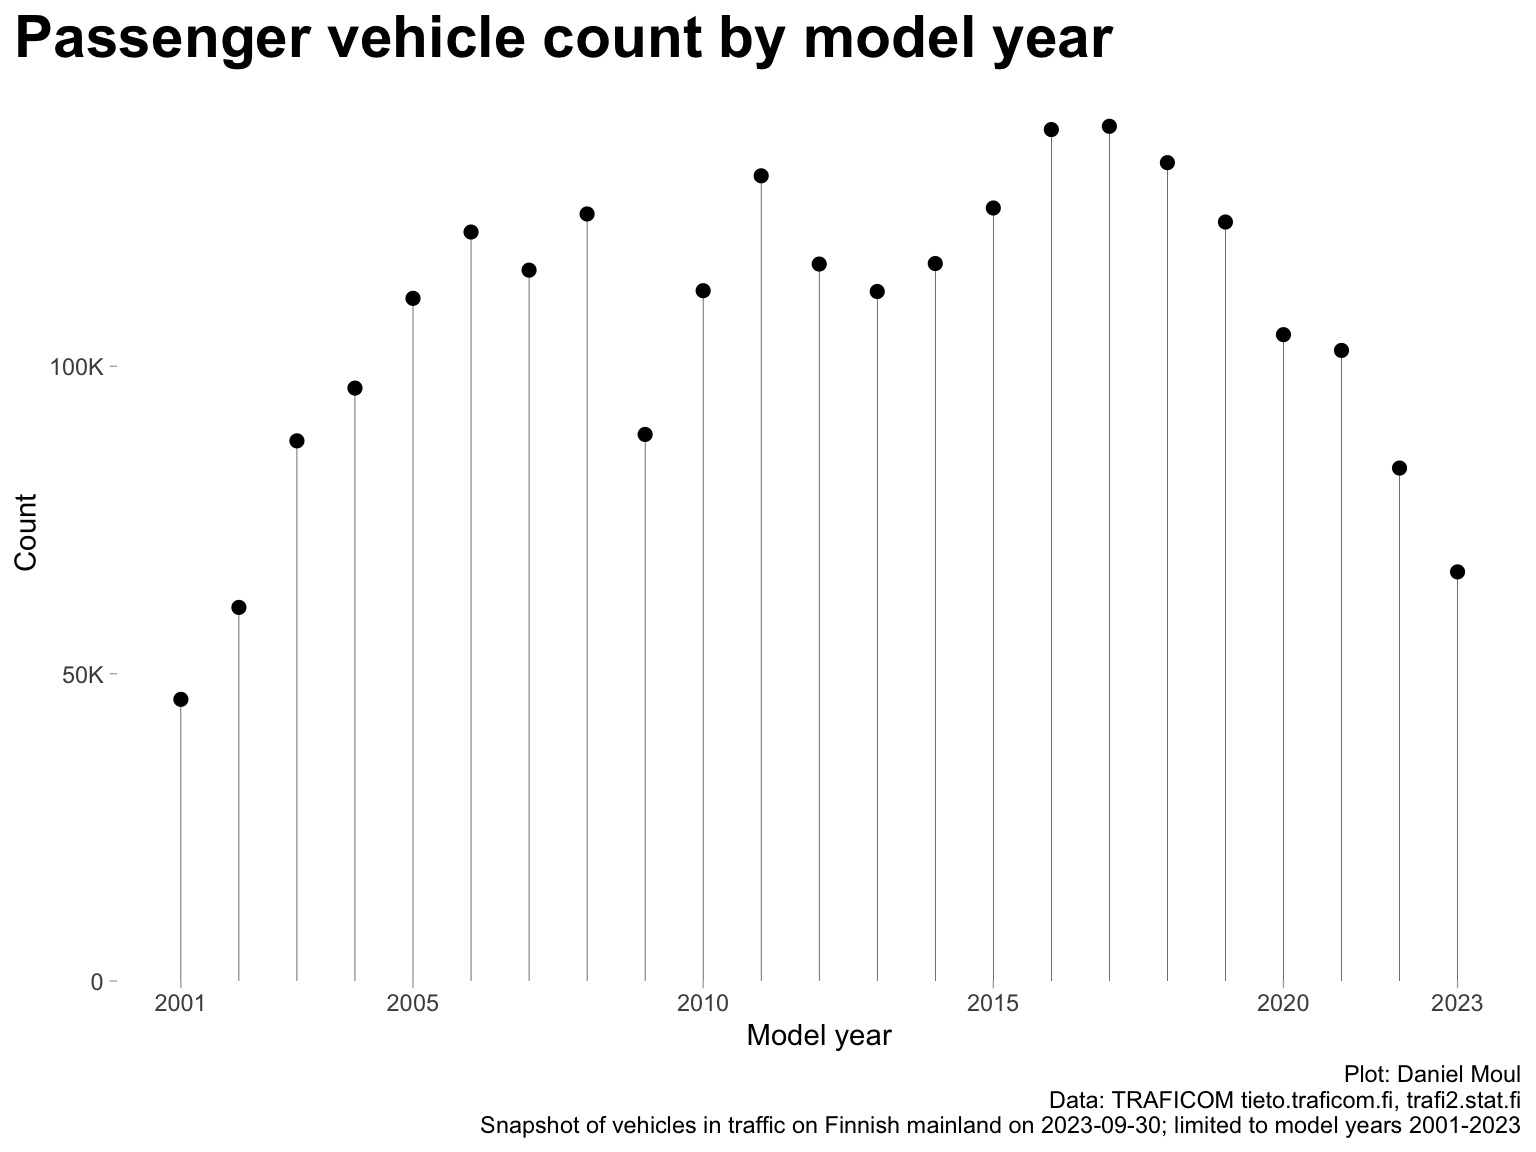 Passenger vehicle count by model year
100K
50K
0
Count
2001 2005 2010 2015 2020 2023
Model year
Plot: Daniel Moul
Data: TRAFICOM tieto.traficom.fi, trafi2.stat.fi
Snapshot of vehicles in traffic on Finnish mainland on 2023-09-30; limited to model years 2001-2023